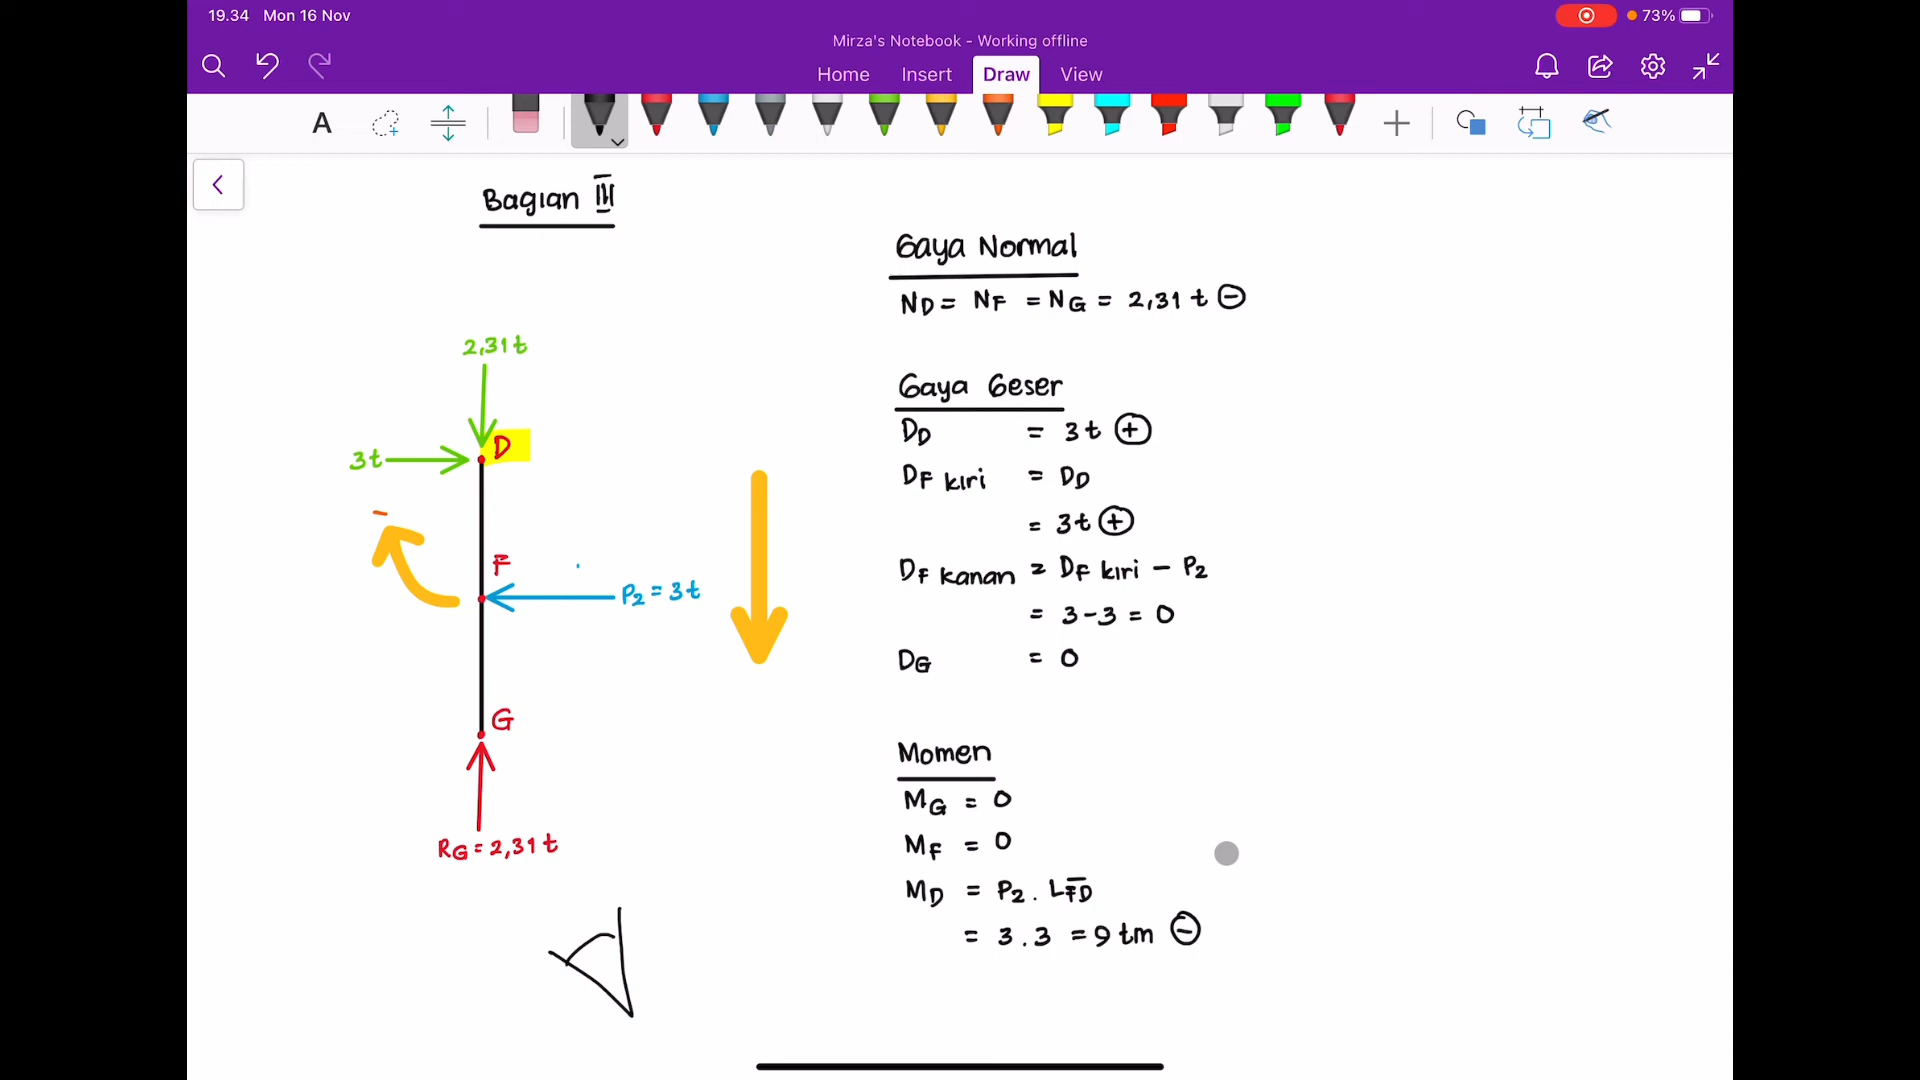 19.34 Mon 16 Nov
73%
Mirza's Notebook - Working offline
Home Insert Draw View
A
Bagian III
2,31 t
3t
D
-
F
P2 = 3 t
G
RG = 2,31 t
Gaya Normal
ND = NF = NG = 2,31 t ⊖
Gaya Geser
DD = 3t ⊕
DF kiri = DD
= 3t ⊕
DF kanan = DF kiri - P2
= 3-3 = 0
DG = 0
Momen
MG = 0
MF = 0
MD = P2 . LFD
= 3.3 = 9 tm ⊖